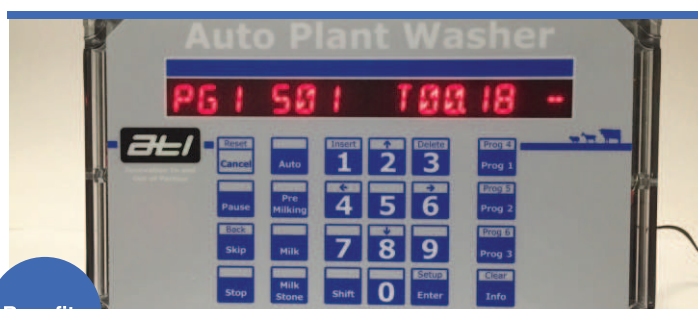 Auto Plant Washer
PG1 S01 T00.18 --
ATL
Reset Insert ↑ Delete Prog 4
Cancel Auto 1 2 3 Prog 1
← → Prog 5
Pause Pre Milking 4 5 6 Prog 2
Back ↓ Prog 6
Skip Milk 7 8 9 Prog 3
Setup Clear
Stop Milk Stone Shift 0 Enter Info